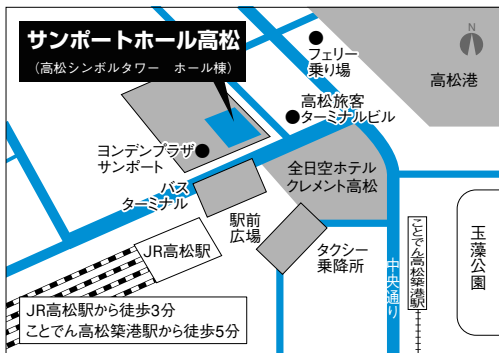 サンポートホール高松
(高松シンボルタワー ホール棟)
N
フェリー
乗り場
高松港
高松旅客
ターミナルビル
ヨンデンプラザ
サンポート
バス
ターミナル
全日空ホテル
クレメント高松
駅前
広場
JR高松駅
タクシー
乗降所
中央通り
ことでん高松築港駅
玉藻公園
JR高松駅から徒歩3分
ことでん高松築港駅から徒歩5分